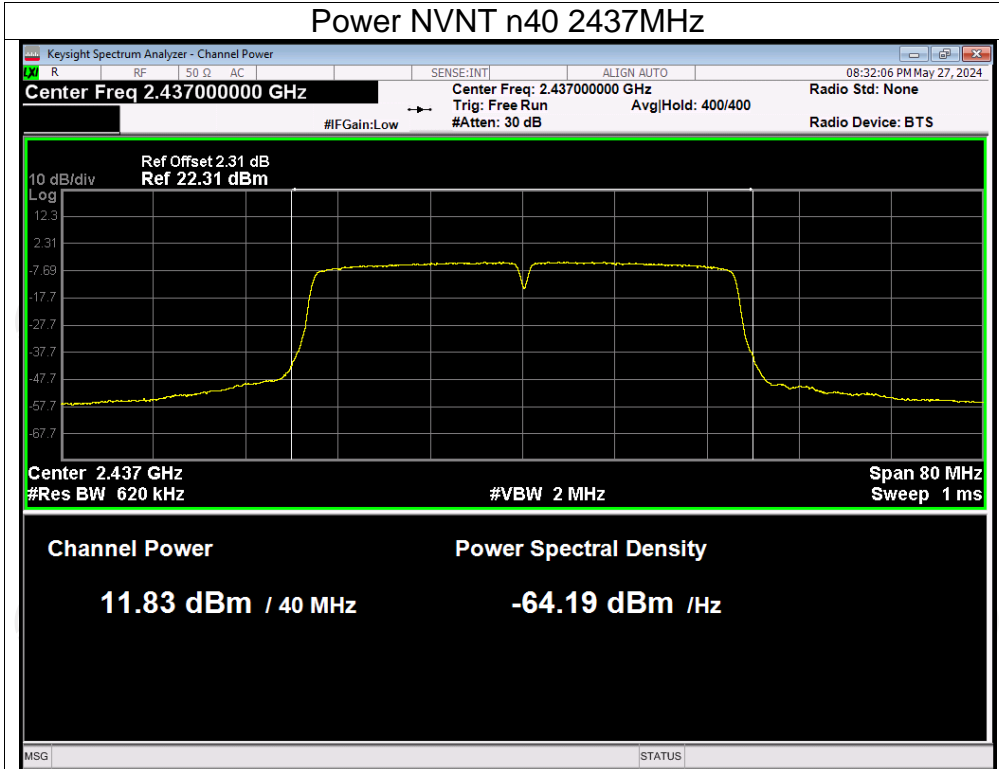 Power NVNT n40 2437MHz
Keysight Spectrum Analyzer - Channel Power
LXI R RF 50 Ω AC SENSE:INT ALIGN AUTO 08:32:06 PM May 27, 2024
Center Freq 2.437000000 GHz Center Freq: 2.437000000 GHz Radio Std: None
Trig: Free Run Avg|Hold: 400/400
#IFGain:Low #Atten: 30 dB Radio Device: BTS
Ref Offset 2.31 dB
10 dB/div Ref 22.31 dBm
Log
12.3
2.31
-7.69
-17.7
-27.7
-37.7
-47.7
-57.7
-67.7
Center 2.437 GHz Span 80 MHz
#Res BW 620 kHz #VBW 2 MHz Sweep 1 ms
Channel Power Power Spectral Density
11.83 dBm / 40 MHz -64.19 dBm /Hz
MSG STATUS